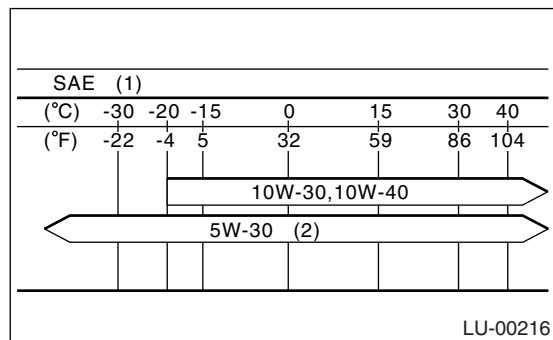 SAE (1)
(°C) -30 -20 -15 0 15 30 40
(°F) -22 -4 5 32 59 86 104
10W-30,10W-40
5W-30 (2)
LU-00216